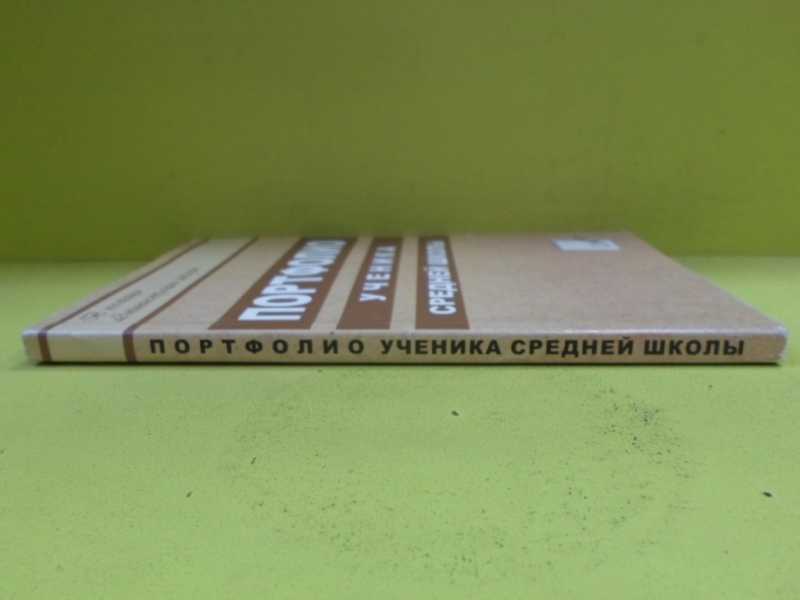 ПОРТФОЛИО
УЧЕНИКА
СРЕДНЕЙ ШКОЛЫ
ПОРТФОЛИО УЧЕНИКА СРЕДНЕЙ ШКОЛЫ